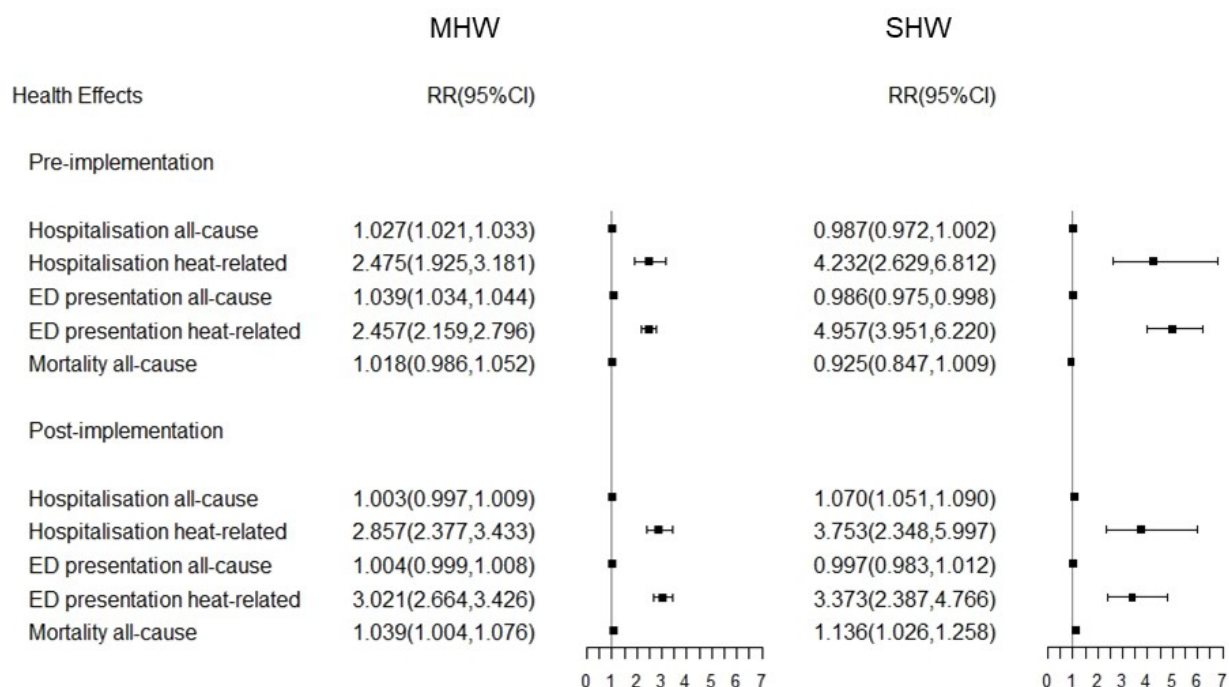 MHW SHW
Health Effects RR(95%CI) RR(95%CI)
Pre-implementation
Hospitalisation all-cause 1.027(1.021,1.033) 0.987(0.972,1.002)
Hospitalisation heat-related 2.475(1.925,3.181) 4.232(2.629,6.812)
ED presentation all-cause 1.039(1.034,1.044) 0.986(0.975,0.998)
ED presentation heat-related 2.457(2.159,2.796) 4.957(3.951,6.220)
Mortality all-cause 1.018(0.986,1.052) 0.925(0.847,1.009)
Post-implementation
Hospitalisation all-cause 1.003(0.997,1.009) 1.070(1.051,1.090)
Hospitalisation heat-related 2.857(2.377,3.433) 3.753(2.348,5.997)
ED presentation all-cause 1.004(0.999,1.008) 0.997(0.983,1.012)
ED presentation heat-related 3.021(2.664,3.426) 3.373(2.387,4.766)
Mortality all-cause 1.039(1.004,1.076) 1.136(1.026,1.258)
0 1 2 3 4 5 6 7 0 1 2 3 4 5 6 7